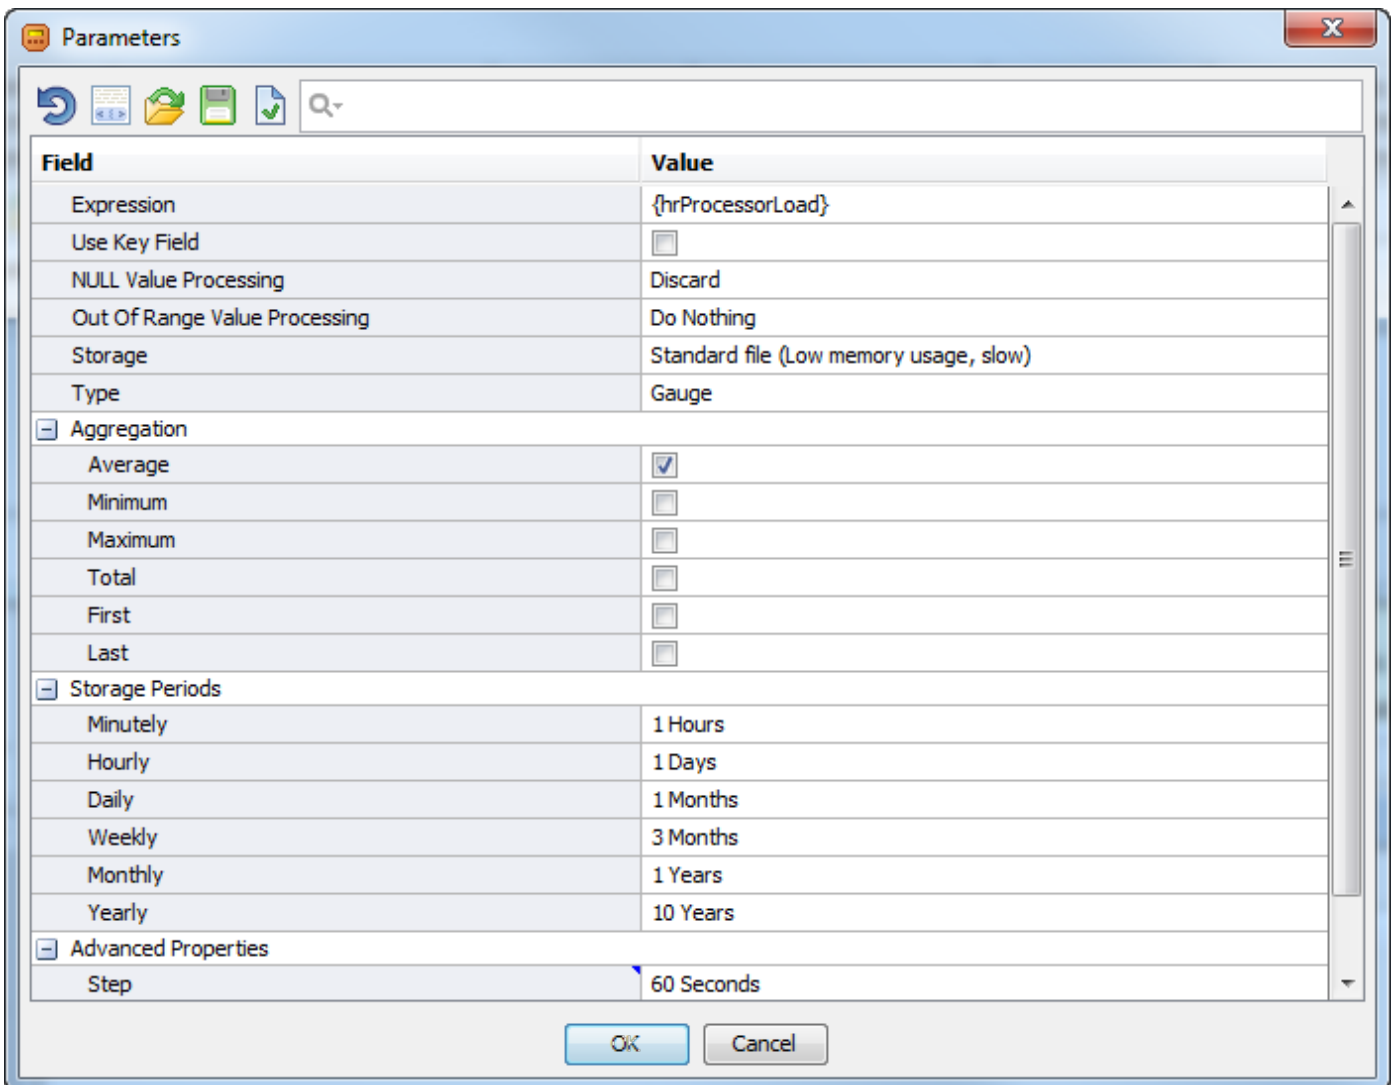 Parameters
Field Value
Expression {hrProcessorLoad}
Use Key Field
NULL Value Processing Discard
Out Of Range Value Processing Do Nothing
Storage Standard file (Low memory usage, slow)
Type Gauge
Aggregation
Average
Minimum
Maximum
Total
First
Last
Storage Periods
Minutely 1 Hours
Hourly 1 Days
Daily 1 Months
Weekly 3 Months
Monthly 1 Years
Yearly 10 Years
Advanced Properties
Step 60 Seconds
OK Cancel